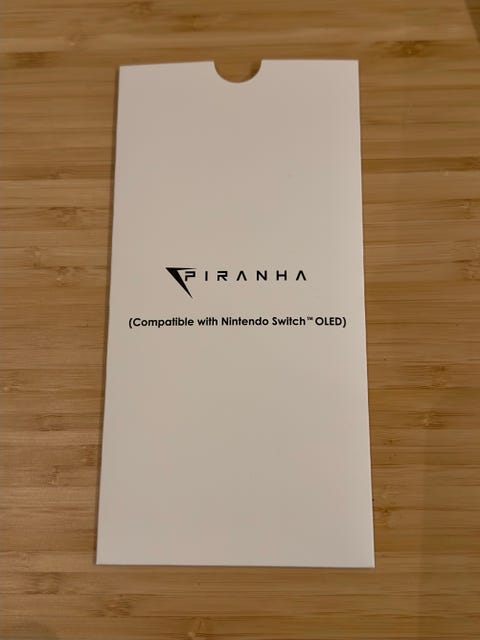 PIRANHA
(Compatible with Nintendo Switch™ OLED)